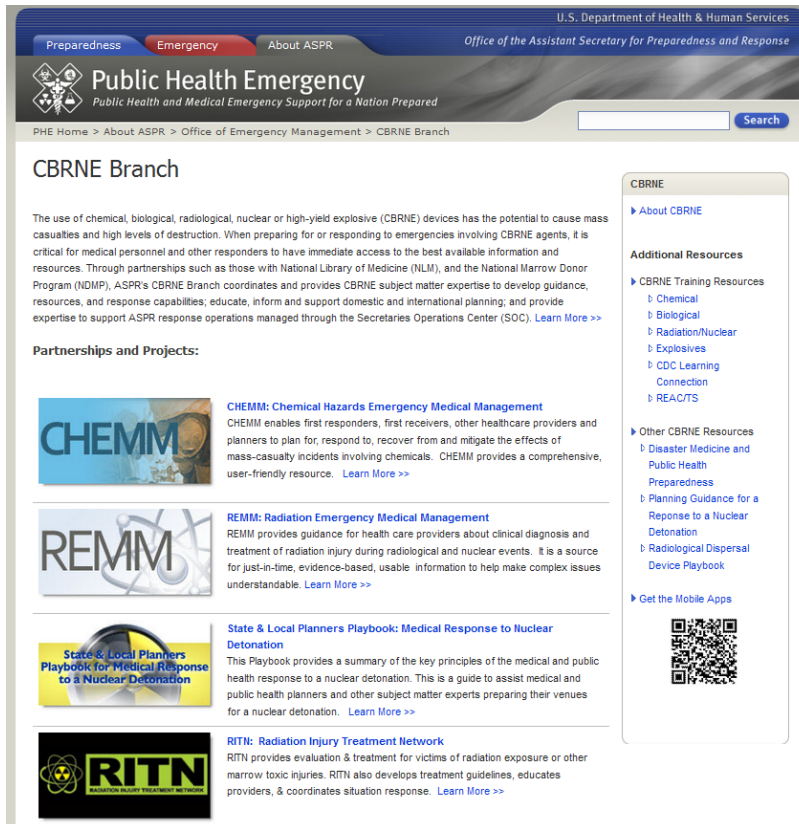 U.S. Department of Health & Human Services
Preparedness
Emergency
About ASPR
Office of the Assistant Secretary for Preparedness and Response
Public Health Emergency
Public Health and Medical Emergency Support for a Nation Prepared
Search
PHE Home > About ASPR > Office of Emergency Management > CBRNE Branch
CBRNE Branch
The use of chemical, biological, radiological, nuclear or high-yield explosive (CBRNE) devices has the potential to cause mass
casualties and high levels of destruction. When preparing for or responding to emergencies involving CBRNE agents, it is
critical for medical personnel and other responders to have immediate access to the best available information and
resources. Through partnerships such as those with National Library of Medicine (NLM), and the National Marrow Donor
Program (NDMP), ASPR's CBRNE Branch coordinates and provides CBRNE subject matter expertise to develop guidance,
resources, and response capabilities; educate, inform and support domestic and international planning; and provide
expertise to support ASPR response operations managed through the Secretaries Operations Center (SOC). Learn More >>
Partnerships and Projects:
CHEMM
CHEMM: Chemical Hazards Emergency Medical Management
CHEMM enables first responders, first receivers, other healthcare providers and
planners to plan for, respond to, recover from and mitigate the effects of
mass-casualty incidents involving chemicals. CHEMM provides a comprehensive,
user-friendly resource. Learn More >>
REMM
REMM: Radiation Emergency Medical Management
REMM provides guidance for health care providers about clinical diagnosis and
treatment of radiation injury during radiological and nuclear events. It is a source
for just-in-time, evidence-based, usable information to help make complex issues
understandable. Learn More >>
State & Local Planners
Playbook for Medical Response
to a Nuclear Detonation
State & Local Planners Playbook: Medical Response to Nuclear
Detonation
This Playbook provides a summary of the key principles of the medical and public
health response to a nuclear detonation. This is a guide to assist medical and
public health planners and other subject matter experts preparing their venues
for a nuclear detonation. Learn More >>
RITN
RADIATION INJURY TREATMENT NETWORK
RITN: Radiation Injury Treatment Network
RITN provides evaluation & treatment for victims of radiation exposure or other
marrow toxic injuries. RITN also develops treatment guidelines, educates
providers, & coordinates situation response. Learn More >>
CBRNE
About CBRNE
Additional Resources
CBRNE Training Resources
Chemical
Biological
Radiation/Nuclear
Explosives
CDC Learning
Connection
REAC/TS
Other CBRNE Resources
Disaster Medicine and
Public Health
Preparedness
Planning Guidance for a
Reponse to a Nuclear
Detonation
Radiological Dispersal
Device Playbook
Get the Mobile Apps